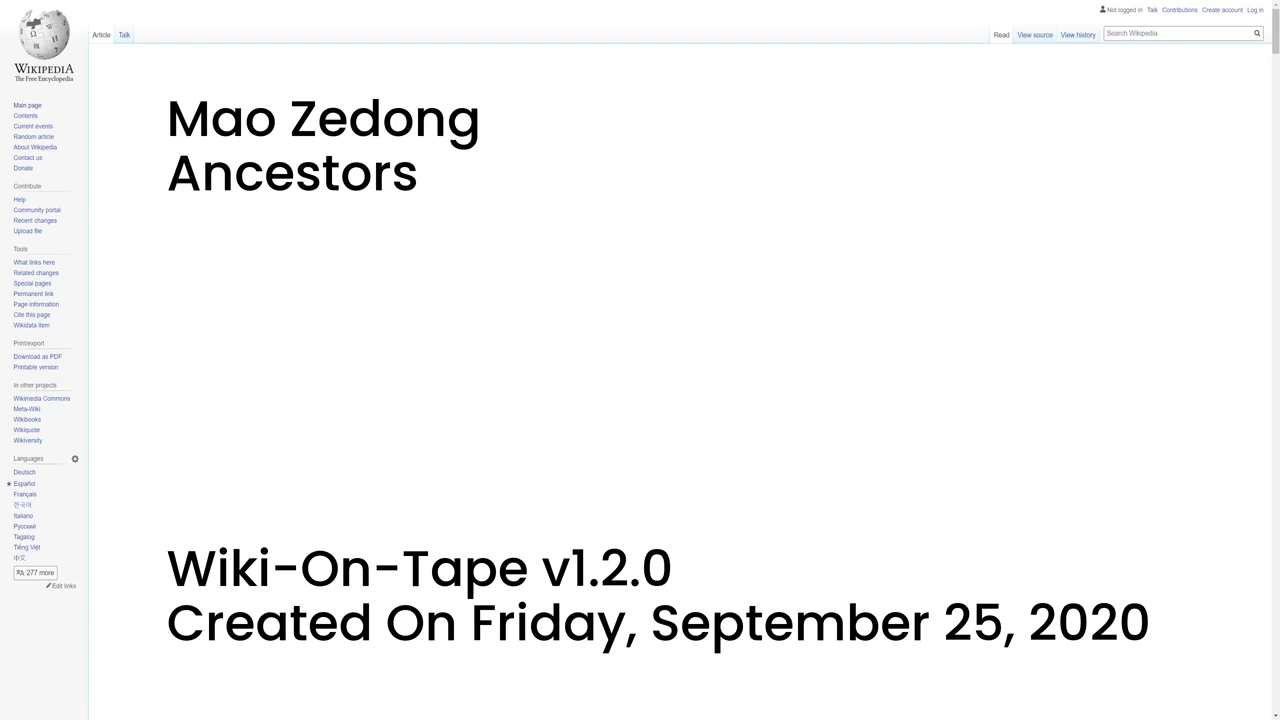 Not logged in Talk Contributions Create account Log in
Article Talk Read View source View history Search Wikipedia
WIKIPEDIA
The Free Encyclopedia
Main page
Contents
Current events
Random article
About Wikipedia
Contact us
Donate
Contribute
Help
Community portal
Recent changes
Upload file
Tools
What links here
Related changes
Special pages
Permanent link
Page information
Cite this page
Wikidata item
Print/export
Download as PDF
Printable version
In other projects
Wikimedia Commons
Meta-Wiki
Wikibooks
Wikiquote
Wikiversity
Languages
Deutsch
Español
Français
한국어
Italiano
Русский
Tagalog
Tiếng Việt
中文
277 more
Edit links
Mao Zedong
Ancestors
Wiki-On-Tape v1.2.0
Created On Friday, September 25, 2020